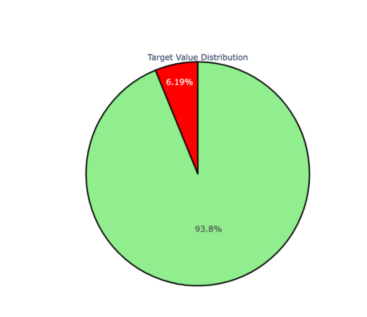 Target Value Distribution
6.19%
93.8%